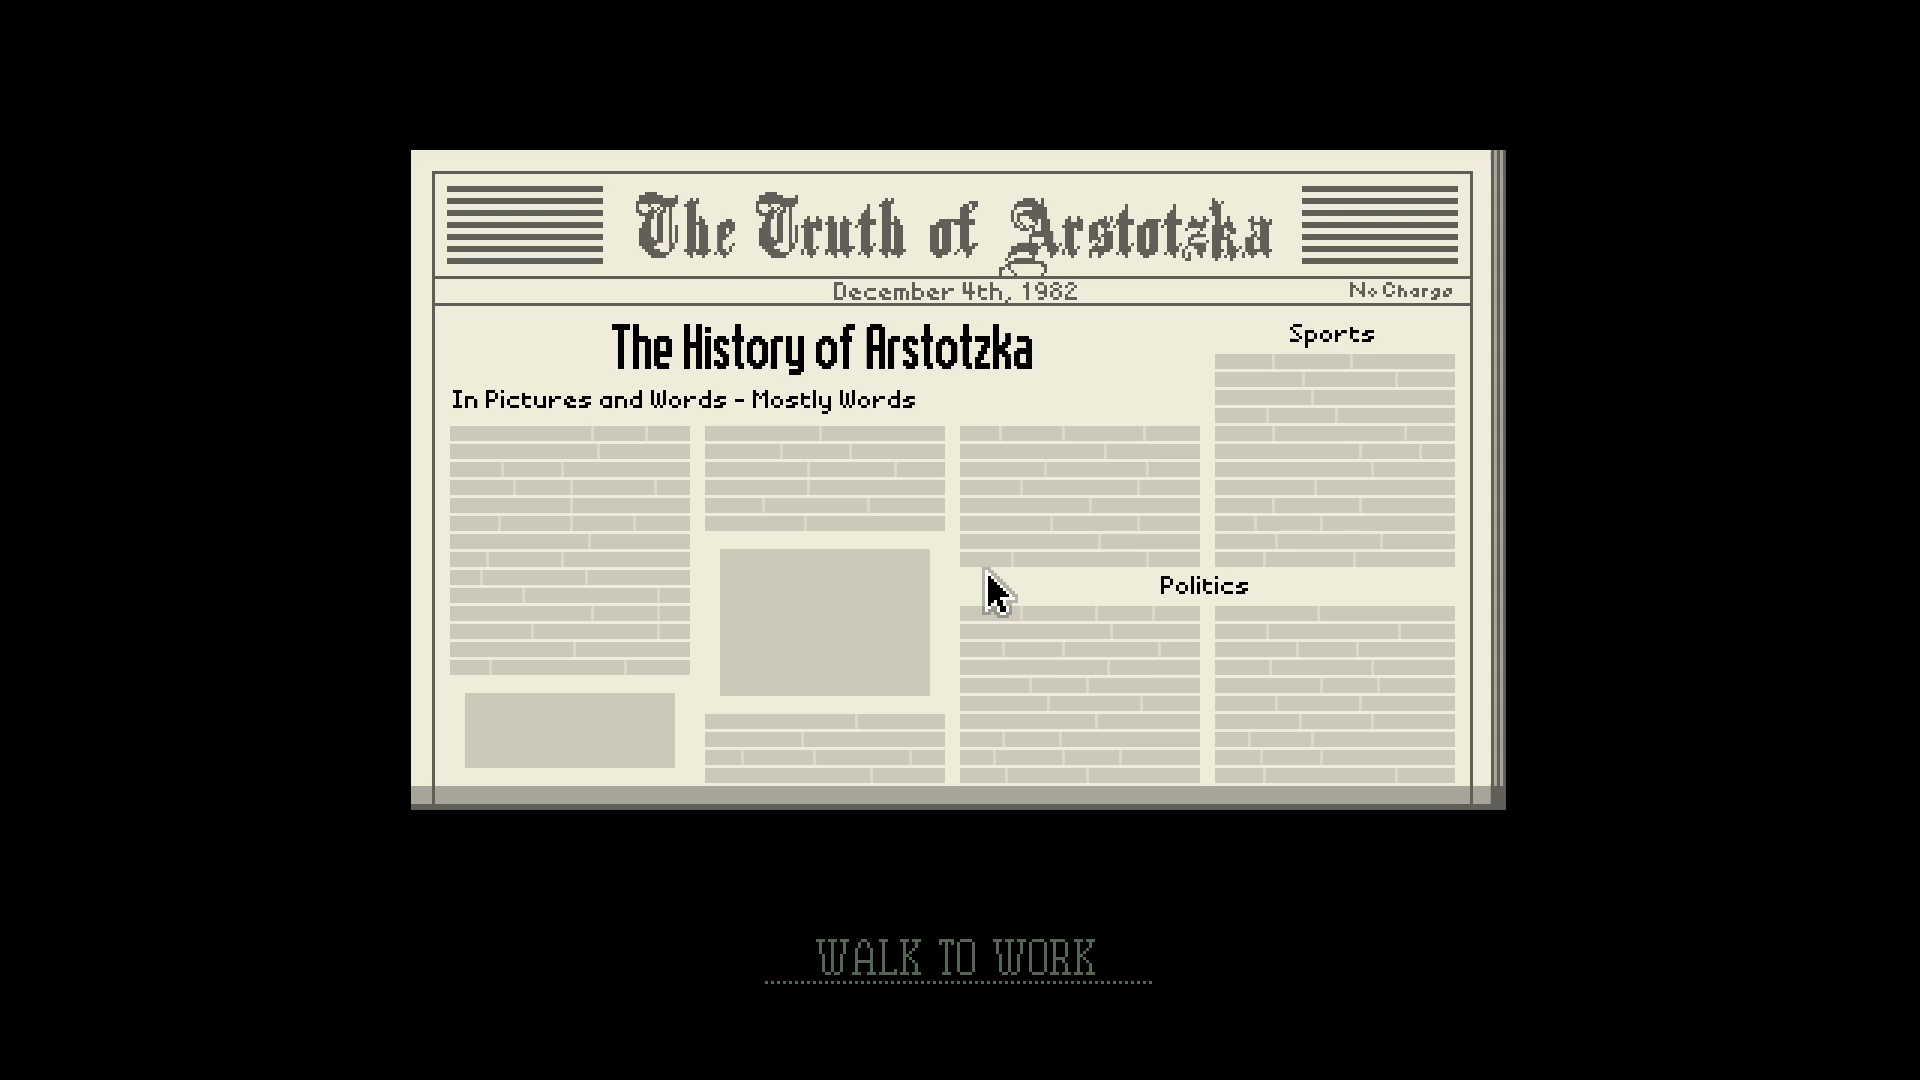 The Truth of Arstotzka
December 4th, 1982
No Charge
The History of Arstotzka
In Pictures and Words - Mostly Words
Sports
Politics
WALK TO WORK